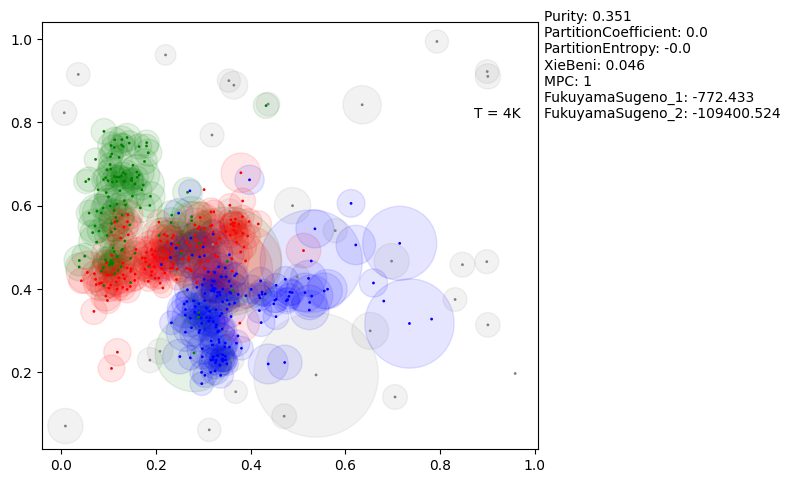 Purity: 0.351
PartitionCoefficient: 0.0
PartitionEntropy: -0.0
XieBeni: 0.046
MPC: 1
FukuyamaSugeno_1: -772.433
FukuyamaSugeno_2: -109400.524
T = 4K
1.0
0.8
0.6
0.4
0.2
0.0
0.2
0.4
0.6
0.8
1.0